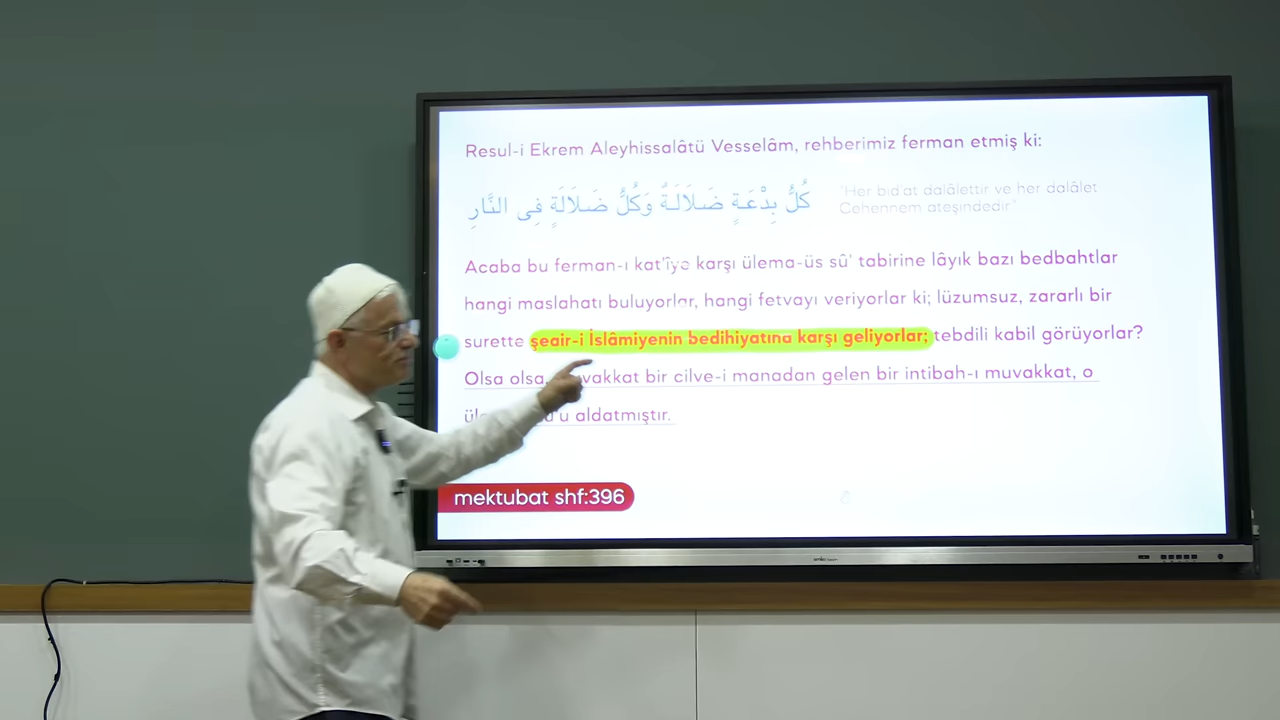 Resul-i Ekrem Aleyhissalâtü Vesselâm, rehberimiz ferman etmiş ki:
كُلُّ بِدْعَةٍ ضَلَالَةٌ وَكُلُّ ضَلَالَةٍ فِى النَّارِ
"Her bid'at dalâlettir ve her dalâlet
Cehennem ateşindedir"
Acaba bu ferman-ı kat'îye karşı ülema-üs sû' tabirine lâyık bazı bedbahtlar
hangi maslahatı buluyorlar, hangi fetvayı veriyorlar ki; lüzumsuz, zararlı bir
surette şeair-i İslâmiyenin bedihiyatına karşı geliyorlar; tebdili kabil görüyorlar?
Olsa olsa, bir cilve-i manadan gelen bir intibah-ı muvakkat, o
aldatmıştır.
mektubat shf:396